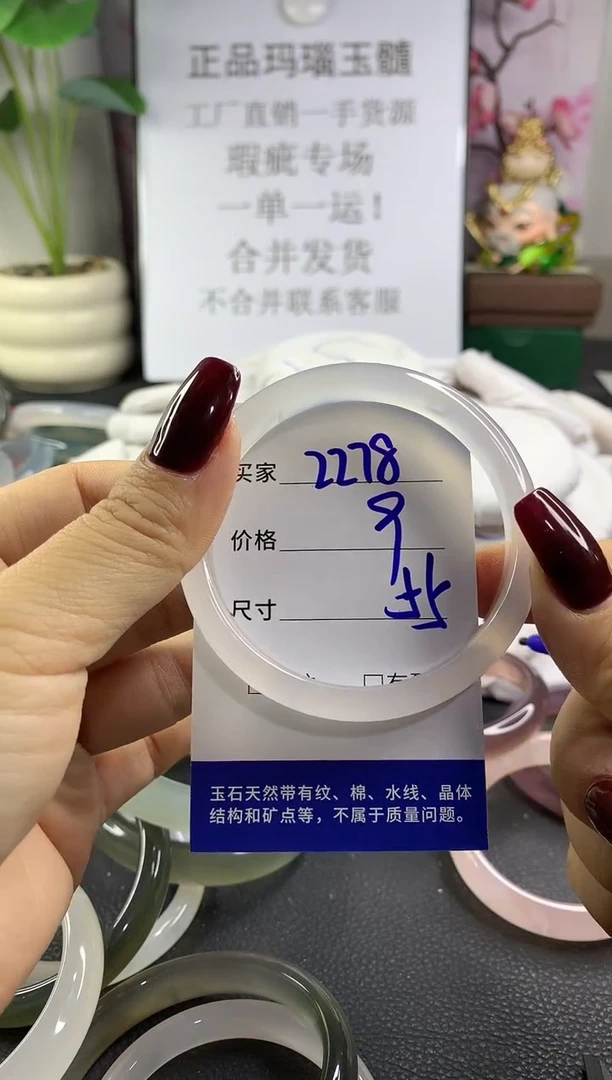 正品玛瑙玉髓
工厂直销一手货源
瑕疵专场
一单一运！
合并发货
不合并联系客服
买家 2278
价格 9
尺寸
玉石天然带有纹、棉、水线、晶体
结构和矿点等，不属于质量问题。